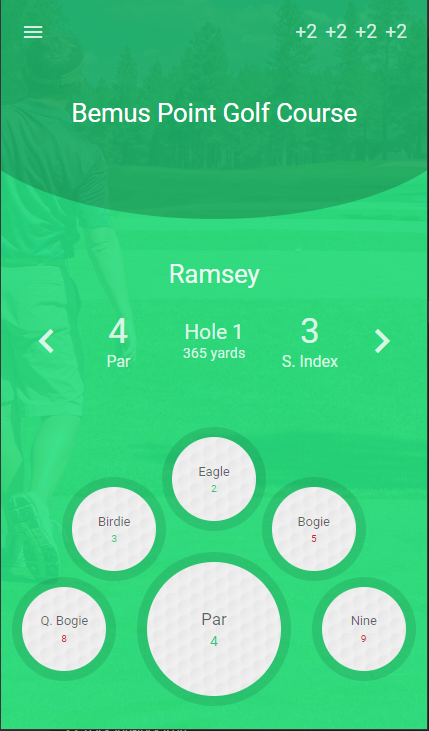 +2 +2 +2 +2
Bemus Point Golf Course
Ramsey
4 Hole 1 3
Par 365 yards S. Index
Eagle
2
Birdie
3
Bogie
5
Q. Bogie
8
Par
4
Nine
9